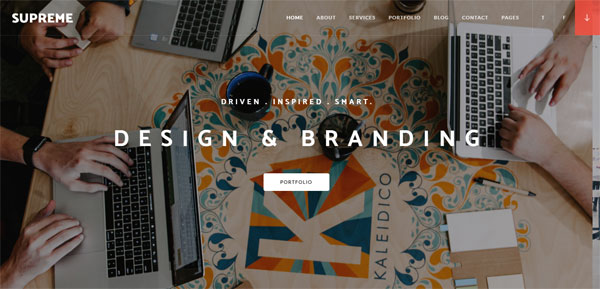 SUPREME
HOME ABOUT SERVICES PORTFOLIO BLOG CONTACT PAGES T F
DRIVEN . INSPIRED . SMART.
DESIGN & BRANDING
PORTFOLIO
K
KALEIDICO